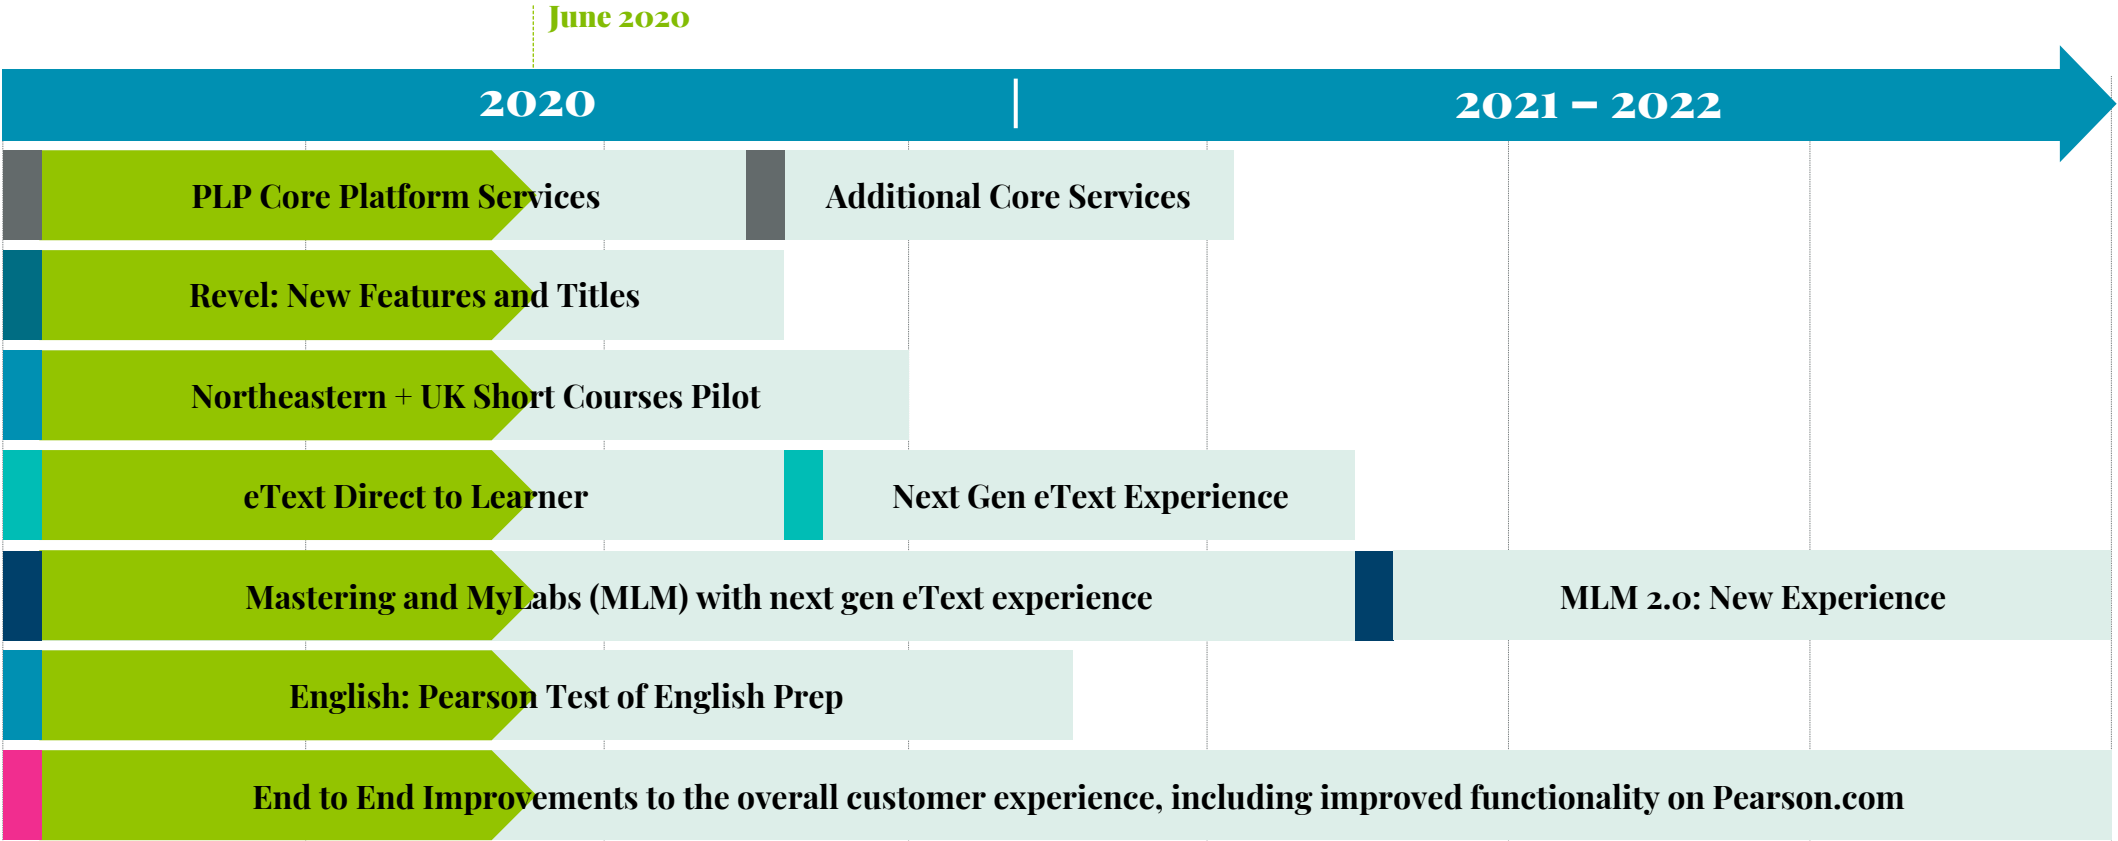 June 2020
2020 2021 – 2022
PLP Core Platform Services Additional Core Services
Revel: New Features and Titles
Northeastern + UK Short Courses Pilot
eText Direct to Learner Next Gen eText Experience
Mastering and MyLabs (MLM) with next gen eText experience MLM 2.0: New Experience
English: Pearson Test of English Prep
End to End Improvements to the overall customer experience, including improved functionality on Pearson.com